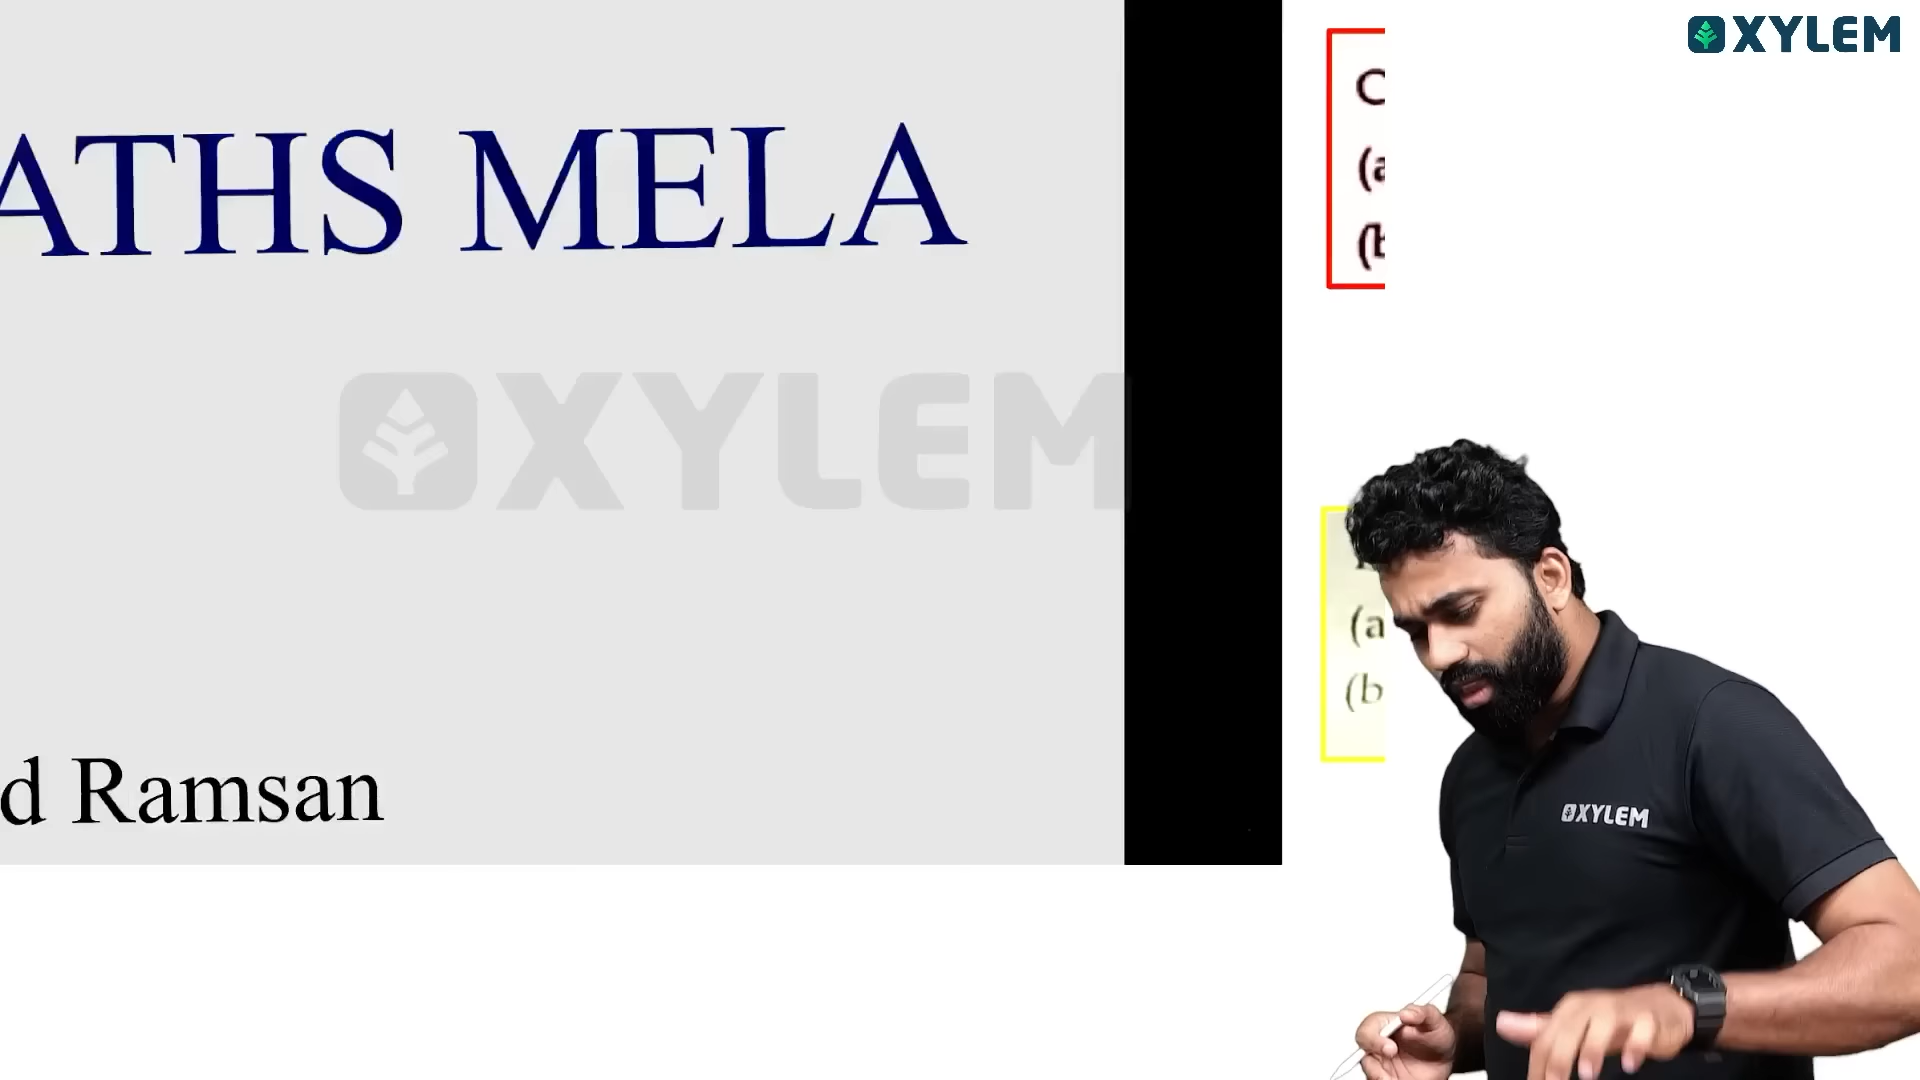 XYLEM
ATHS MELA
XYLEM
d Ramsan
C
(a
(b
(a
(b
XYLEM